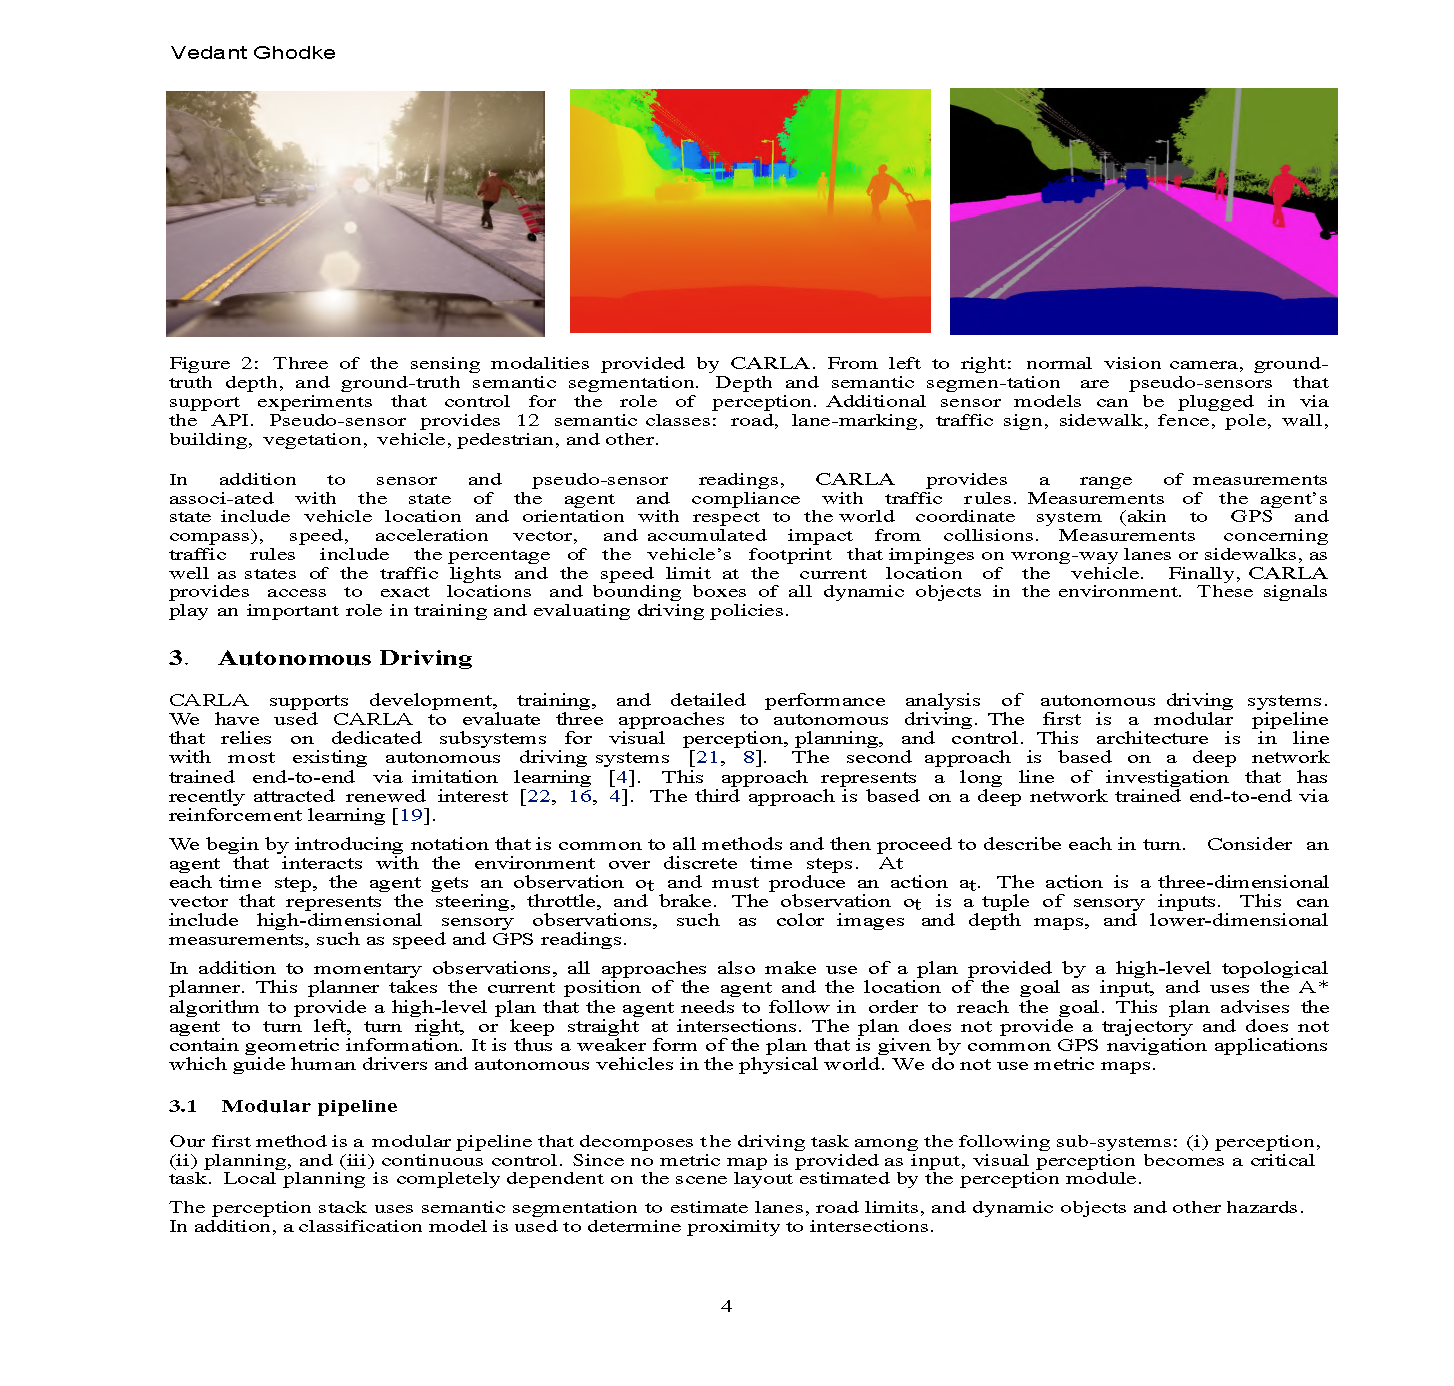 Vedant Ghodke
Figure 2: Three of the sensing modalities provided by CARLA. From left to right: normal vision camera, ground-
truth depth, and ground-truth semantic segmentation. Depth and semantic segmen-tation are pseudo-sensors that
support experiments that control for the role of perception. Additional sensor models can be plugged in via
the API. Pseudo-sensor provides 12 semantic classes: road, lane-marking, traffic sign, sidewalk, fence, pole, wall,
building, vegetation, vehicle, pedestrian, and other.
In addition to sensor and pseudo-sensor readings, CARLA provides a range of measurements
associ-ated with the state of the agent and compliance with traffic rules. Measurements of the agent's
state include vehicle location and orientation with respect to the world coordinate system (akin to GPS and
compass), speed, acceleration vector, and accumulated impact from collisions. Measurements concerning
traffic rules include the percentage of the vehicle's footprint that impinges on wrong-way lanes or sidewalks, as
well as states of the traffic lights and the speed limit at the current location of the vehicle. Finally, CARLA
provides access to exact locations and bounding boxes of all dynamic objects in the environment. These signals
play an important role in training and evaluating driving policies.
3. Autonomous Driving
CARLA supports development, training, and detailed performance analysis of autonomous driving systems.
We have used CARLA to evaluate three approaches to autonomous driving. The first is a modular pipeline
that relies on dedicated subsystems for visual perception, planning, and control. This architecture is in line
with most existing autonomous driving systems [21, 8]. The second approach is based on a deep network
trained end-to-end via imitation learning [4]. This approach represents a long line of investigation that has
recently attracted renewed interest [22, 16, 4]. The third approach is based on a deep network trained end-to-end via
reinforcement learning [19].
We begin by introducing notation that is common to all methods and then proceed to describe each in turn. Consider an
agent that interacts with the environment over discrete time steps. At
each time step, the agent gets an observation ot and must produce an action at. The action is a three-dimensional
vector that represents the steering, throttle, and brake. The observation ot is a tuple of sensory inputs. This can
include high-dimensional sensory observations, such as color images and depth maps, and lower-dimensional
measurements, such as speed and GPS readings.
In addition to momentary observations, all approaches also make use of a plan provided by a high-level topological
planner. This planner takes the current position of the agent and the location of the goal as input, and uses the A*
algorithm to provide a high-level plan that the agent needs to follow in order to reach the goal. This plan advises the
agent to turn left, turn right, or keep straight at intersections. The plan does not provide a trajectory and does not
contain geometric information. It is thus a weaker form of the plan that is given by common GPS navigation applications
which guide human drivers and autonomous vehicles in the physical world. We do not use metric maps.
3.1 Modular pipeline
Our first method is a modular pipeline that decomposes the driving task among the following sub-systems: (i) perception,
(ii) planning, and (iii) continuous control. Since no metric map is provided as input, visual perception becomes a critical
task. Local planning is completely dependent on the scene layout estimated by the perception module.
The perception stack uses semantic segmentation to estimate lanes, road limits, and dynamic objects and other hazards.
In addition, a classification model is used to determine proximity to intersections.
4